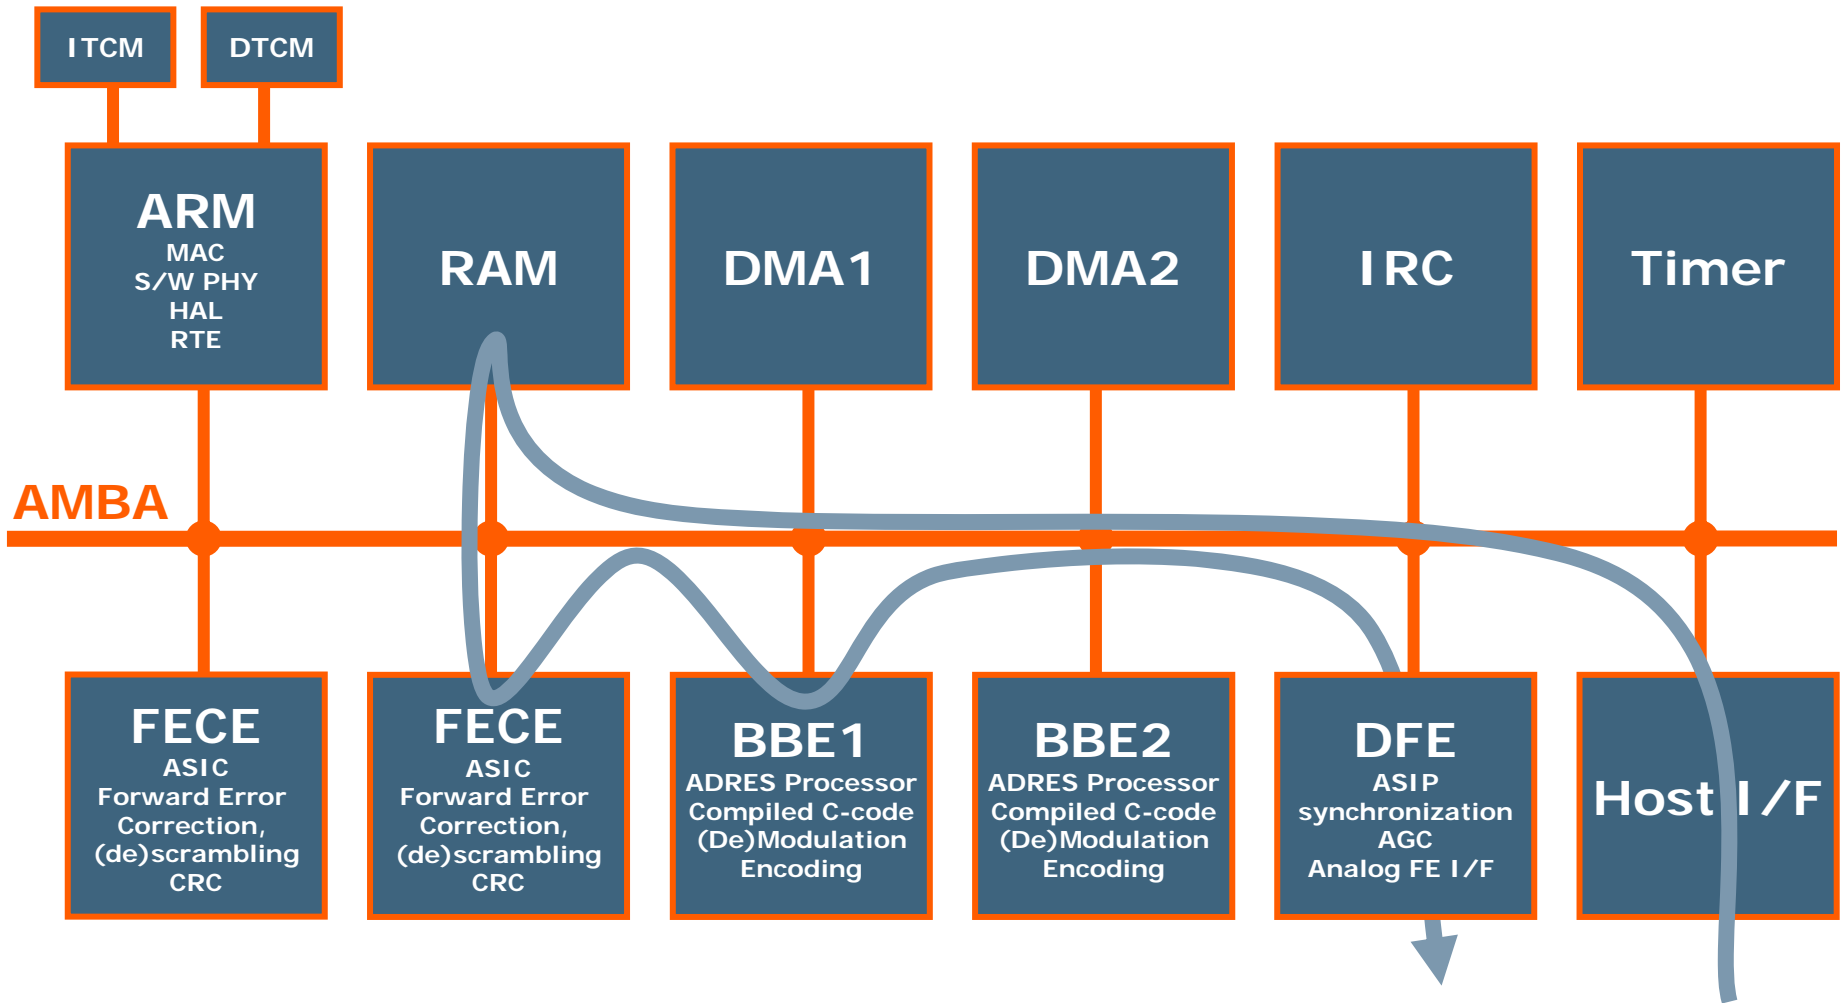 ITCM
DTCM
ARM
MAC
S/W PHY
HAL
RTE
RAM
DMA1
DMA2
IRC
Timer
AMBA
FECE
ASIC
Forward Error
Correction,
(de)scrambling
CRC
FECE
ASIC
Forward Error
Correction,
(de)scrambling
CRC
BBE1
ADRES Processor
Compiled C-code
(De)Modulation
Encoding
BBE2
ADRES Processor
Compiled C-code
(De)Modulation
Encoding
DFE
ASIP
synchronization
AGC
Analog FE I/F
Host I/F